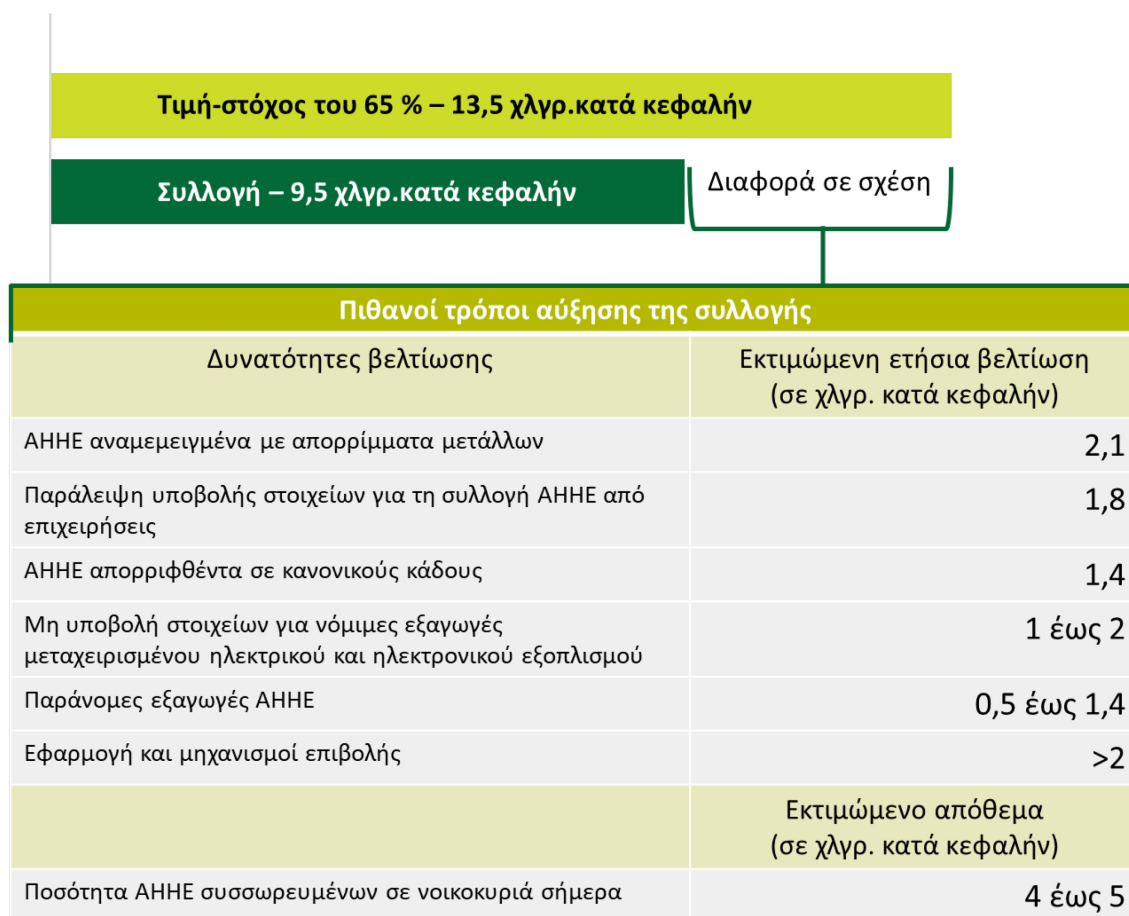 Τιμή-στόχος του 65 % – 13,5 χλγρ.κατά κεφαλήν
Συλλογή – 9,5 χλγρ.κατά κεφαλήν
Διαφορά σε σχέση
Πιθανοί τρόποι αύξησης της συλλογής
Δυνατότητες βελτίωσης
Εκτιμώμενη ετήσια βελτίωση
(σε χλγρ. κατά κεφαλήν)
ΑΗΗΕ αναμεμειγμένα με απορρίμματα μετάλλων
2,1
Παράλειψη υποβολής στοιχείων για τη συλλογή ΑΗΗΕ από
επιχειρήσεις
1,8
ΑΗΗΕ απορριφθέντα σε κανονικούς κάδους
1,4
Μη υποβολή στοιχείων για νόμιμες εξαγωγές
μεταχειρισμένου ηλεκτρικού και ηλεκτρονικού εξοπλισμού
1 έως 2
Παράνομες εξαγωγές ΑΗΗΕ
0,5 έως 1,4
Εφαρμογή και μηχανισμοί επιβολής
>2
Εκτιμώμενο απόθεμα
(σε χλγρ. κατά κεφαλήν)
Ποσότητα ΑΗΗΕ συσσωρευμένων σε νοικοκυριά σήμερα
4 έως 5